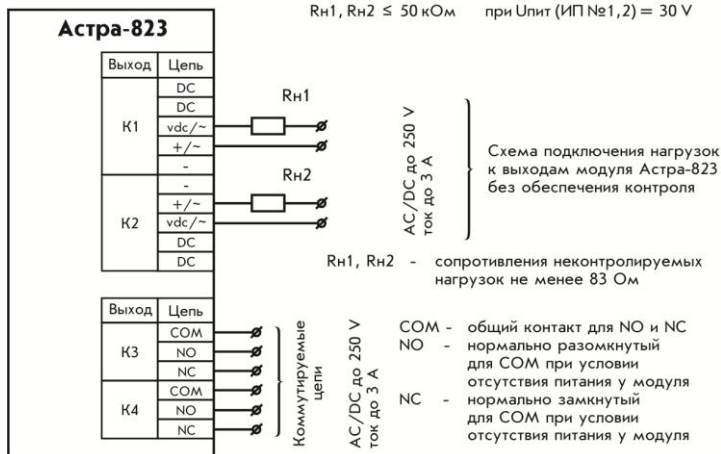 Rн1, Rн2 ≤ 50 кОм при Uпит (ИП №1,2) = 30 V
Астра-823
Выход Цепь
К1
DC
DC
vdc/~
+/~
-
К2
-
+/~
vdc/~
DC
DC
Rн1
Rн2
AC/DC до 250 V
ток до 3 А
Схема подключения нагрузок
к выходам модуля Астра-823
без обеспечения контроля
Rн1, Rн2 - сопротивления неконтролируемых
нагрузок не менее 83 Ом
Выход Цепь
К3
COM
NO
NC
К4
COM
NO
NC
Коммутируемые
цепи
AC/DC до 250 V
ток до 3 А
COM - общий контакт для NO и NC
NO - нормально разомкнутый
для COM при условии
отсутствия питания у модуля
NC - нормально замкнутый
для COM при условии
отсутствия питания у модуля